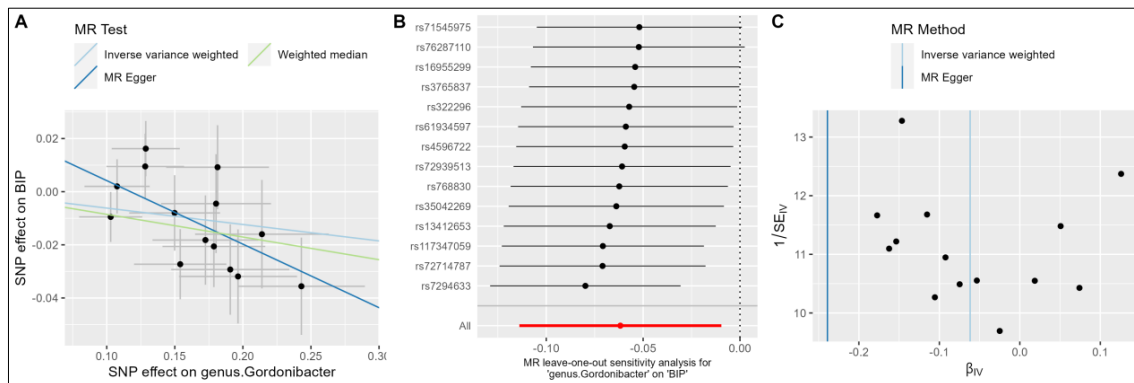 A
MR Test
Inverse variance weighted
Weighted median
MR Egger
0.02
0.00
-0.02
-0.04
SNP effect on BIP
0.10
0.15
0.20
0.25
0.30
SNP effect on genus.Gordonibacter
B
rs71545975
rs76287110
rs16955299
rs3765837
rs322296
rs61934597
rs4596722
rs72939513
rs768830
rs35042269
rs13412653
rs117347059
rs72714787
rs7294633
All
-0.10
-0.05
0.00
MR leave-one-out sensitivity analysis for
'genus.Gordonibacter' on 'BIP'
C
MR Method
Inverse variance weighted
MR Egger
13
12
11
10
1/SEIV
-0.2
-0.1
0.0
0.1
βIV